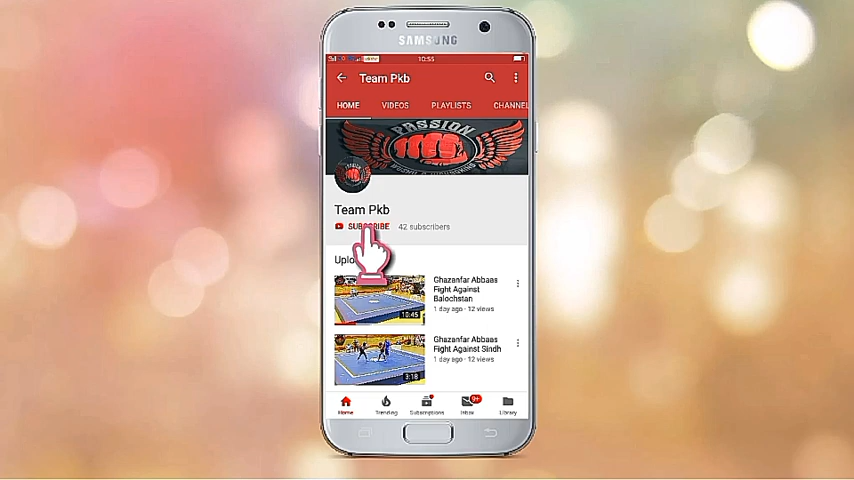 SAMSUNG
10:55
Team Pkb
HOME VIDEOS PLAYLISTS CHANNEL
PASSION
Team Pkb
SUBSCRIBE 42 subscribers
Uplo
Ghazanfar Abbaas
Fight Against
Balochstan
1 day ago · 12 views
10:45
Ghazanfar Abbaas
Fight Against Sindh
1 day ago · 12 views
3:18
Home Trending Subscriptions 9+ Inbox Library